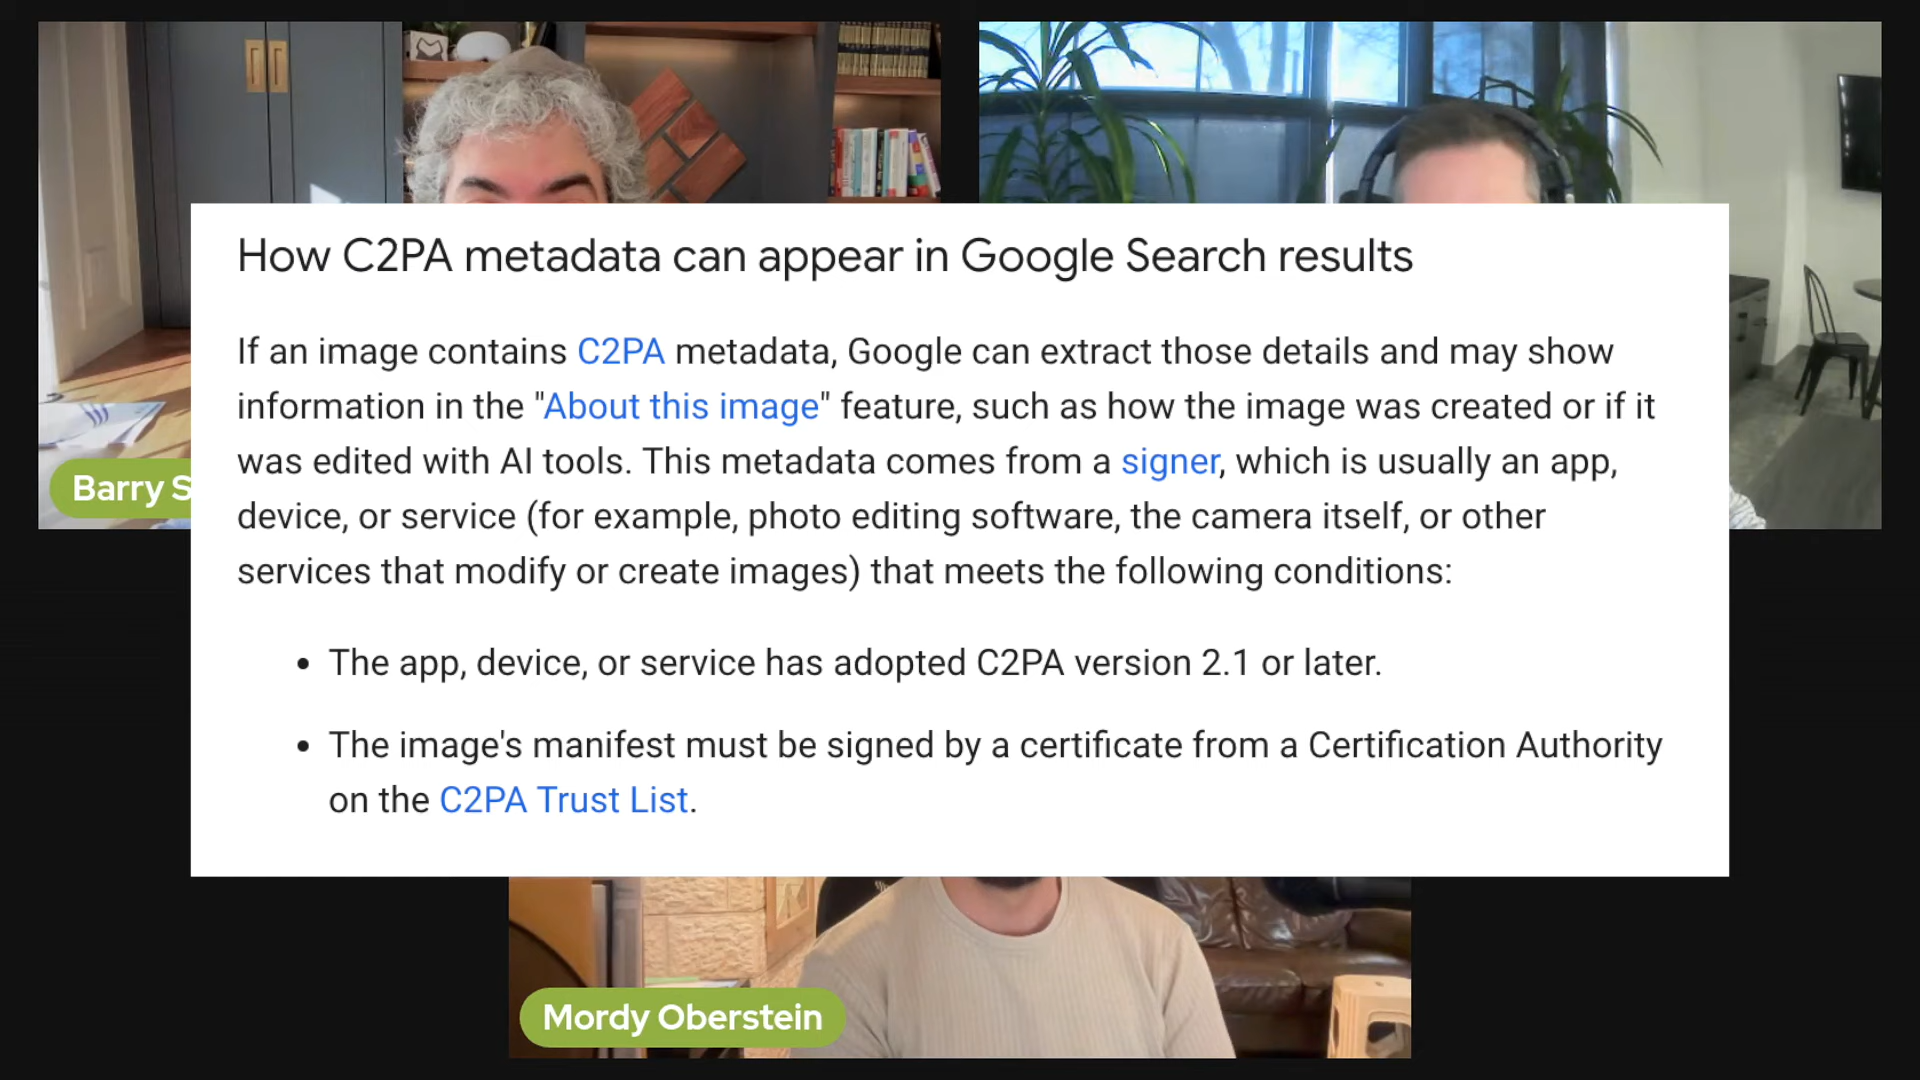 How C2PA metadata can appear in Google Search results
If an image contains C2PA metadata, Google can extract those details and may show
information in the "About this image" feature, such as how the image was created or if it
was edited with AI tools. This metadata comes from a signer, which is usually an app,
device, or service (for example, photo editing software, the camera itself, or other
services that modify or create images) that meets the following conditions:
• The app, device, or service has adopted C2PA version 2.1 or later.
• The image's manifest must be signed by a certificate from a Certification Authority
on the C2PA Trust List.
Barry S
Mordy Oberstein